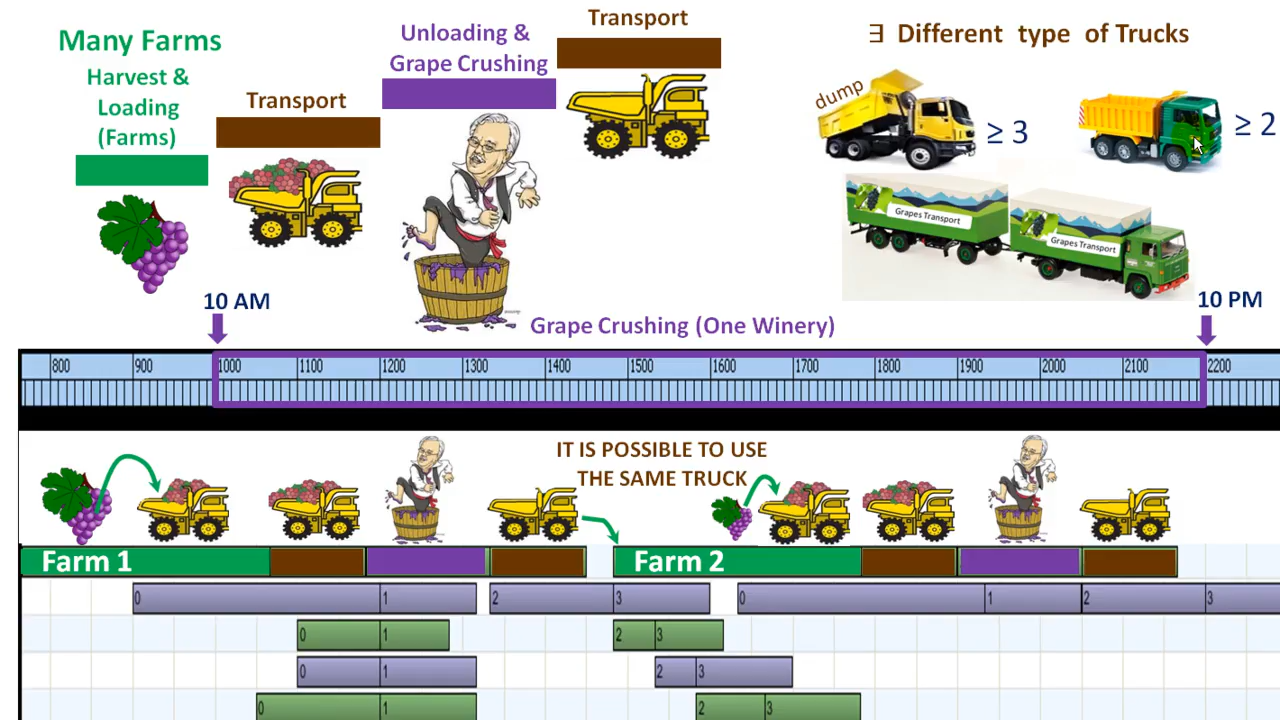 Many Farms
Harvest &
Loading
(Farms)
Transport
Unloading &
Grape Crushing
Transport
∃ Different type of Trucks
dump
≥ 3
≥ 2
Grapes Transport
Grapes Transport
10 AM
10 PM
Grape Crushing (One Winery)
800 900 1000 1100 1200 1300 1400 1500 1600 1700 1800 1900 2000 2100 2200
IT IS POSSIBLE TO USE
THE SAME TRUCK
Farm 1
Farm 2
0 1 2 3 0 1 2 3
0 1 2 3
0 1 2 3
0 1 2 3